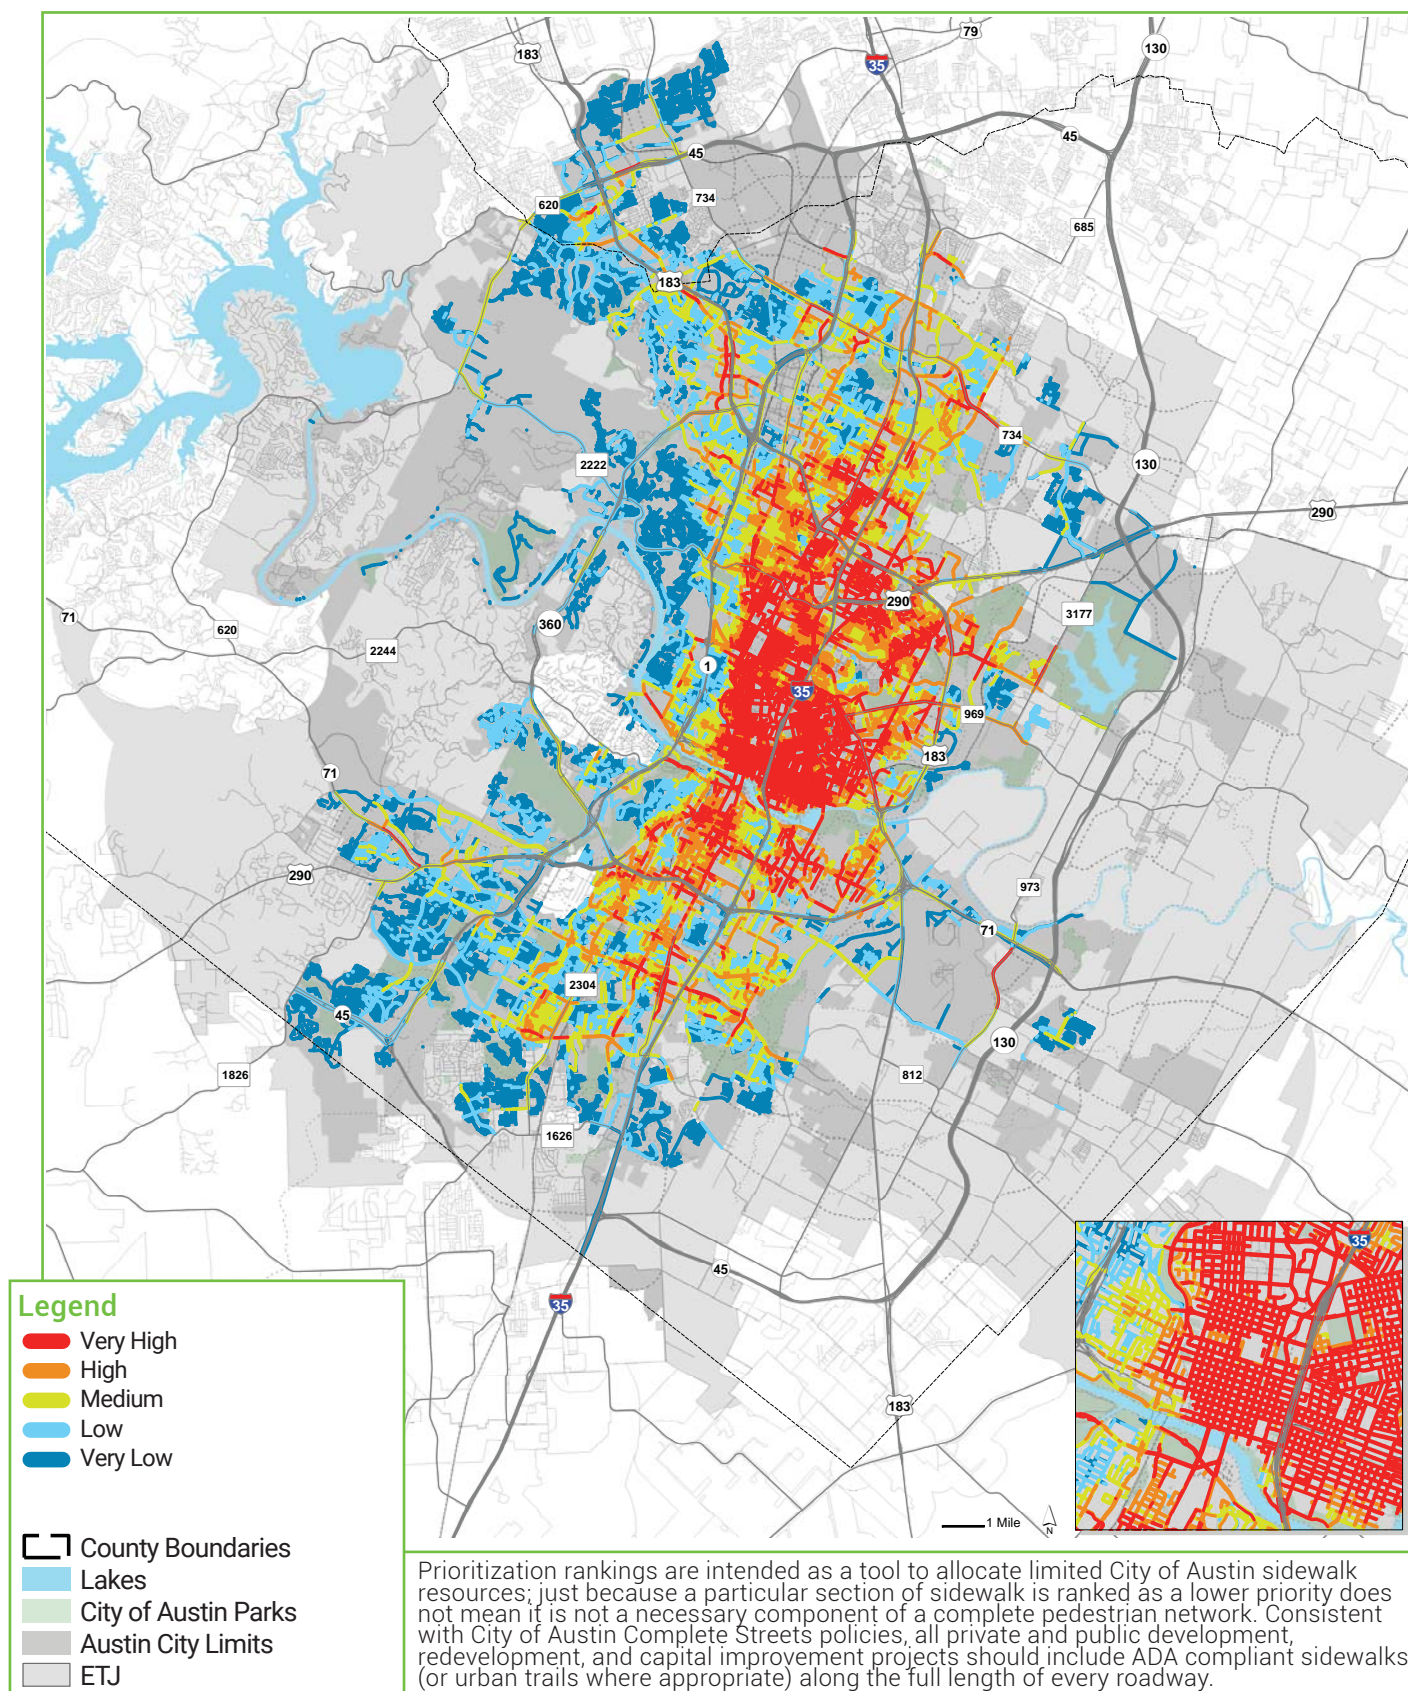 183
79
35
130
45
45
620
734
685
183
734
2222
130
290
290
71
620
2244
360
3177
1
35
969
183
71
290
973
71
2304
45
130
1826
812
1626
45
35
183
35
1 Mile
N
Legend
Very High
High
Medium
Low
Very Low
County Boundaries
Lakes
City of Austin Parks
Austin City Limits
ETJ
Prioritization rankings are intended as a tool to allocate limited City of Austin sidewalk
resources; just because a particular section of sidewalk is ranked as a lower priority does
not mean it is not a necessary component of a complete pedestrian network. Consistent
with City of Austin Complete Streets policies, all private and public development,
redevelopment, and capital improvement projects should include ADA compliant sidewalks
(or urban trails where appropriate) along the full length of every roadway.